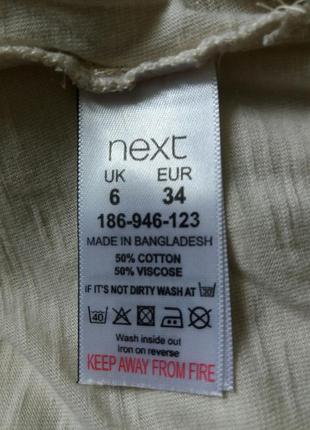 next
UK EUR
6 34
186-946-123
MADE IN BANGLADESH
50% COTTON
50% VISCOSE
IF IT'S NOT DIRTY WASH AT 30
40
Wash inside out
Iron on reverse
KEEP AWAY FROM FIRE